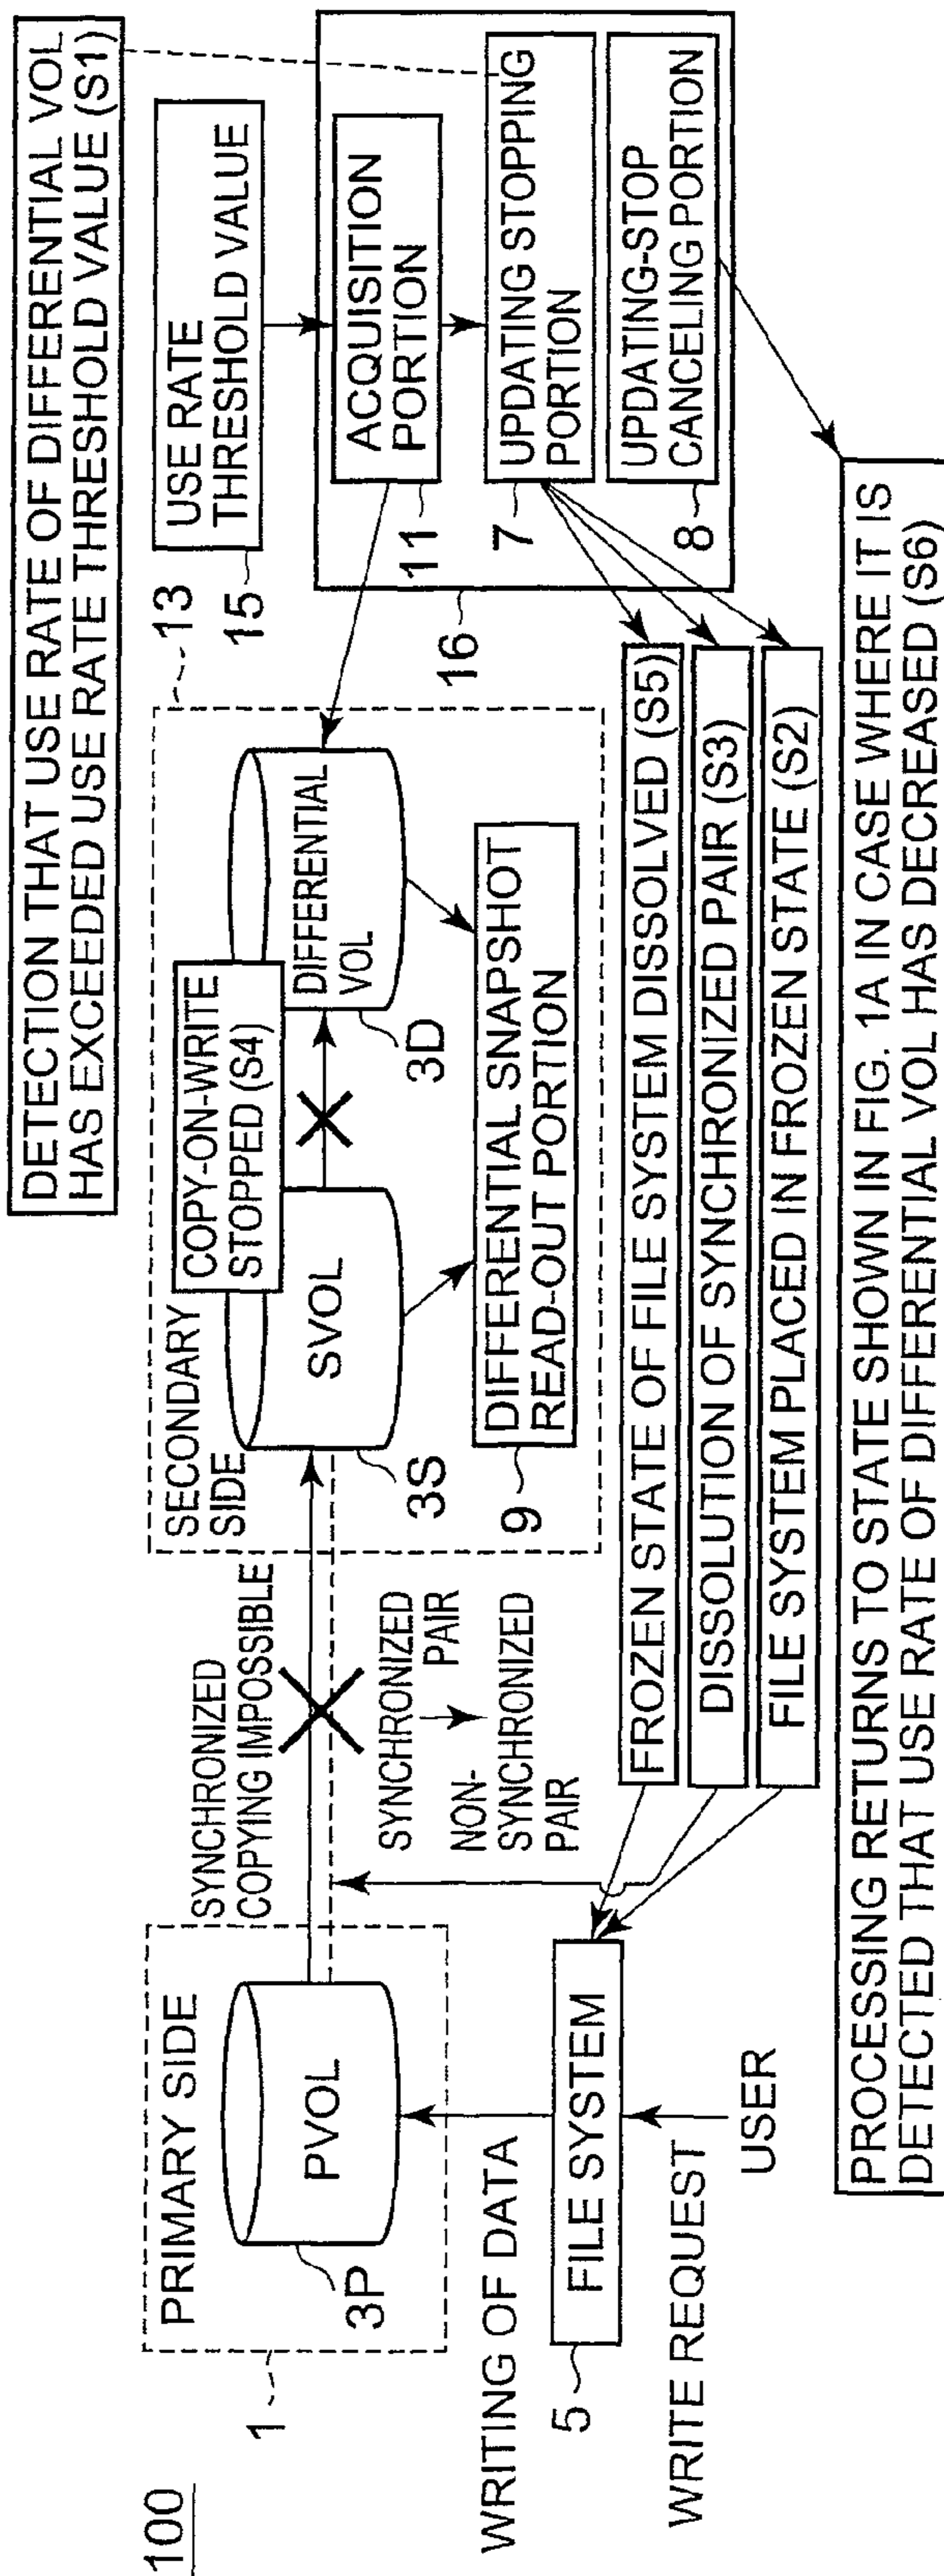 100
DETECTION THAT USE RATE OF DIFFERENTIAL VOL
HAS EXCEEDED USE RATE THRESHOLD VALUE (S1)
1
PRIMARY SIDE
PVOL
3P
SYNCHRONIZED
COPYING IMPOSSIBLE
SYNCHRONIZED
PAIR
NON-
SYNCHRONIZED
PAIR
13
SECONDARY
SIDE
COPY-ON-WRITE
STOPPED (S4)
SVOL
3S
DIFFERENTIAL
VOL
3D
DIFFERENTIAL SNAPSHOT
READ-OUT PORTION
9
USE RATE
THRESHOLD VALUE
15
ACQUISITION
PORTION
11
UPDATING STOPPING
PORTION
7
UPDATING-STOP
CANCELING PORTION
8
16
WRITING OF DATA
FILE SYSTEM
5
WRITE REQUEST
USER
FROZEN STATE OF FILE SYSTEM DISSOLVED (S5)
DISSOLUTION OF SYNCHRONIZED PAIR (S3)
FILE SYSTEM PLACED IN FROZEN STATE (S2)
PROCESSING RETURNS TO STATE SHOWN IN FIG. 1A IN CASE WHERE IT IS
DETECTED THAT USE RATE OF DIFFERENTIAL VOL HAS DECREASED (S6)